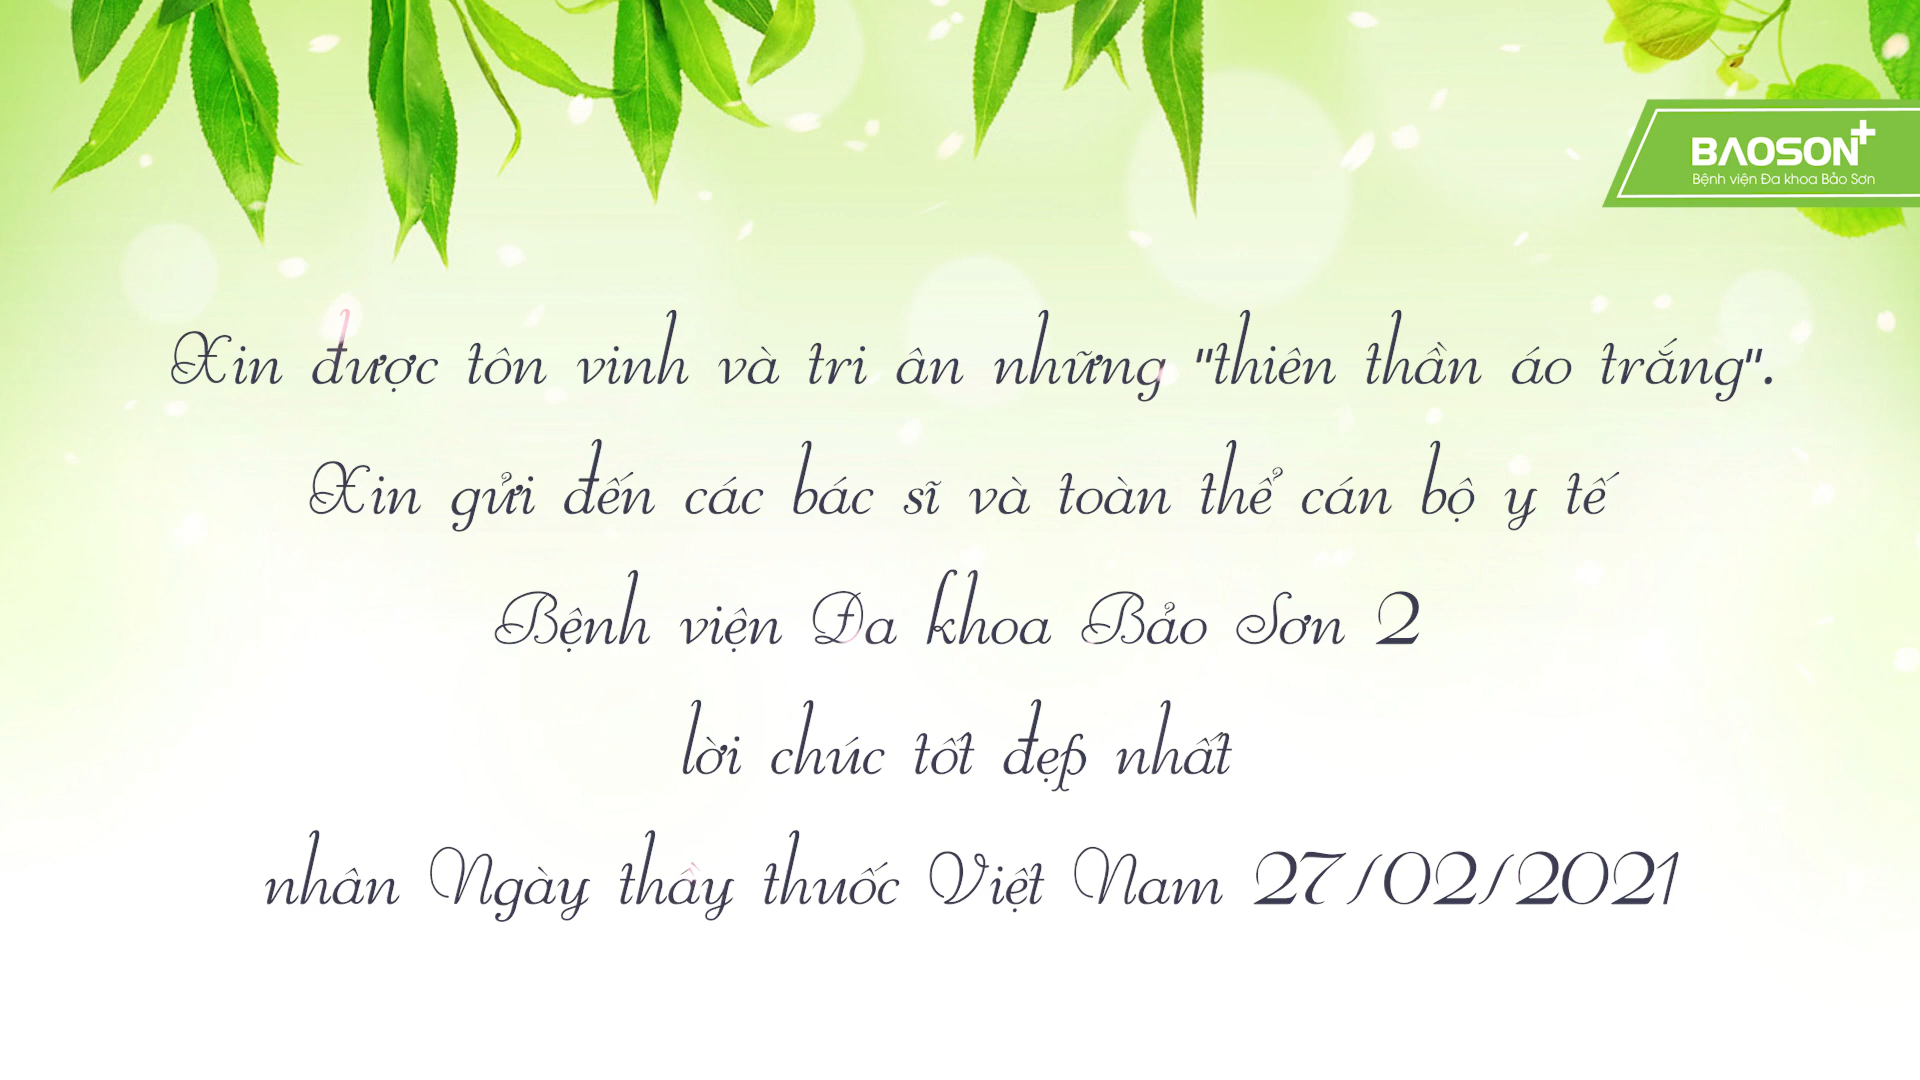 BAOSON+
Bệnh viện Đa khoa Bảo Sơn
Xin được tôn vinh và tri ân những "thiên thần áo trắng".
Xin gửi đến các bác sĩ và toàn thể cán bộ y tế
Bệnh viện Đa khoa Bảo Sơn 2
lời chúc tốt đẹp nhất
nhân Ngày thầy thuốc Việt Nam 27/02/2021